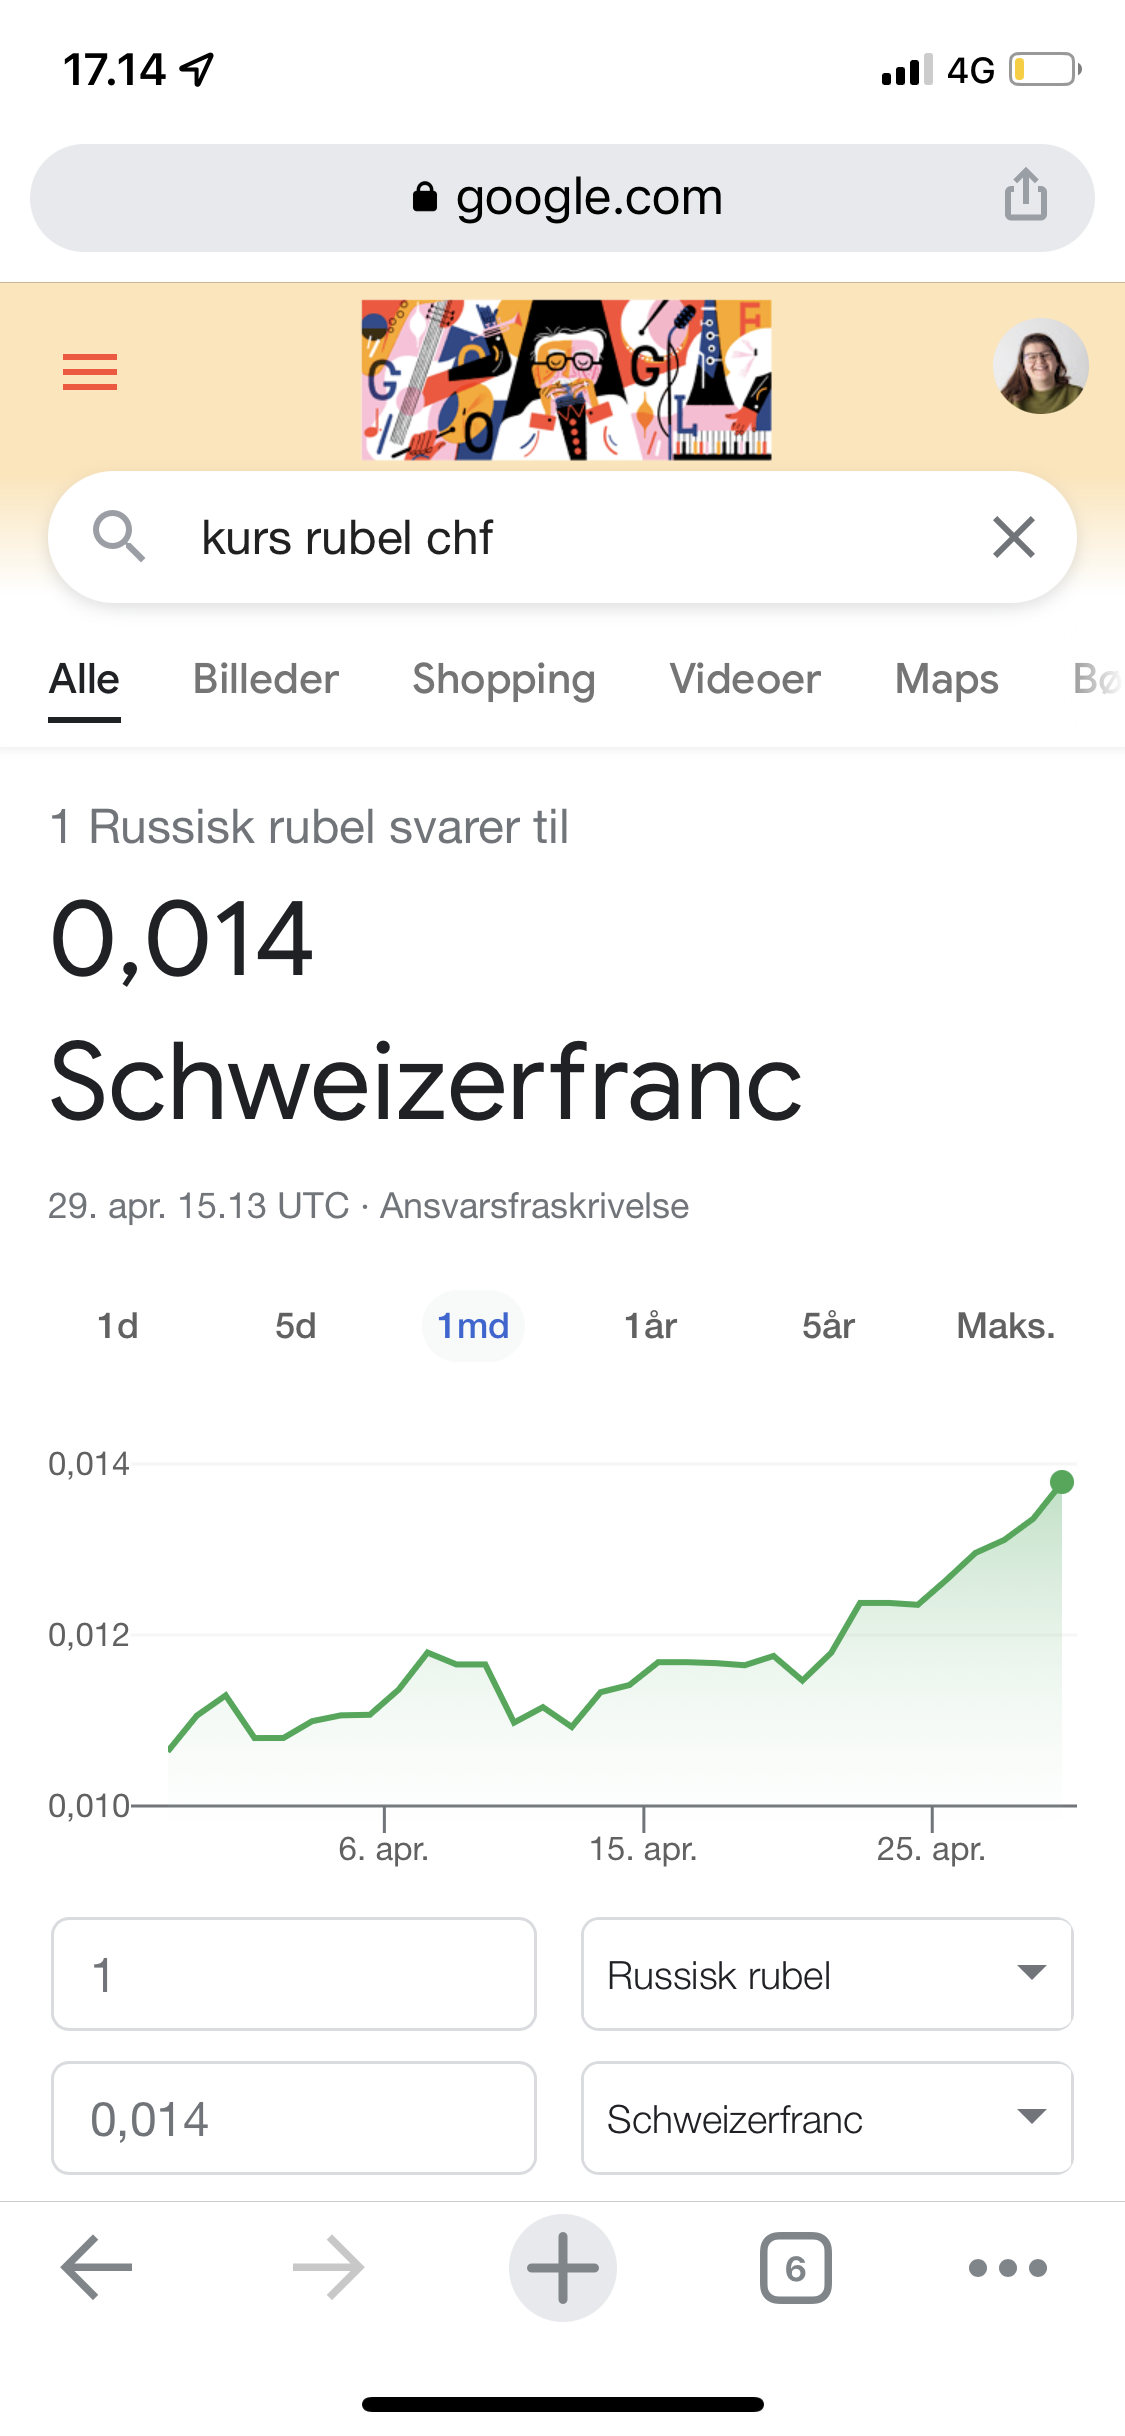 17.14
4G
google.com
G O O G L E
kurs rubel chf
Alle Billeder Shopping Videoer Maps Bø
1 Russisk rubel svarer til
0,014
Schweizerfranc
29. apr. 15.13 UTC · Ansvarsfraskrivelse
1d 5d 1md 1år 5år Maks.
0,014
0,012
0,010
6. apr. 15. apr. 25. apr.
1 Russisk rubel
0,014 Schweizerfranc
6